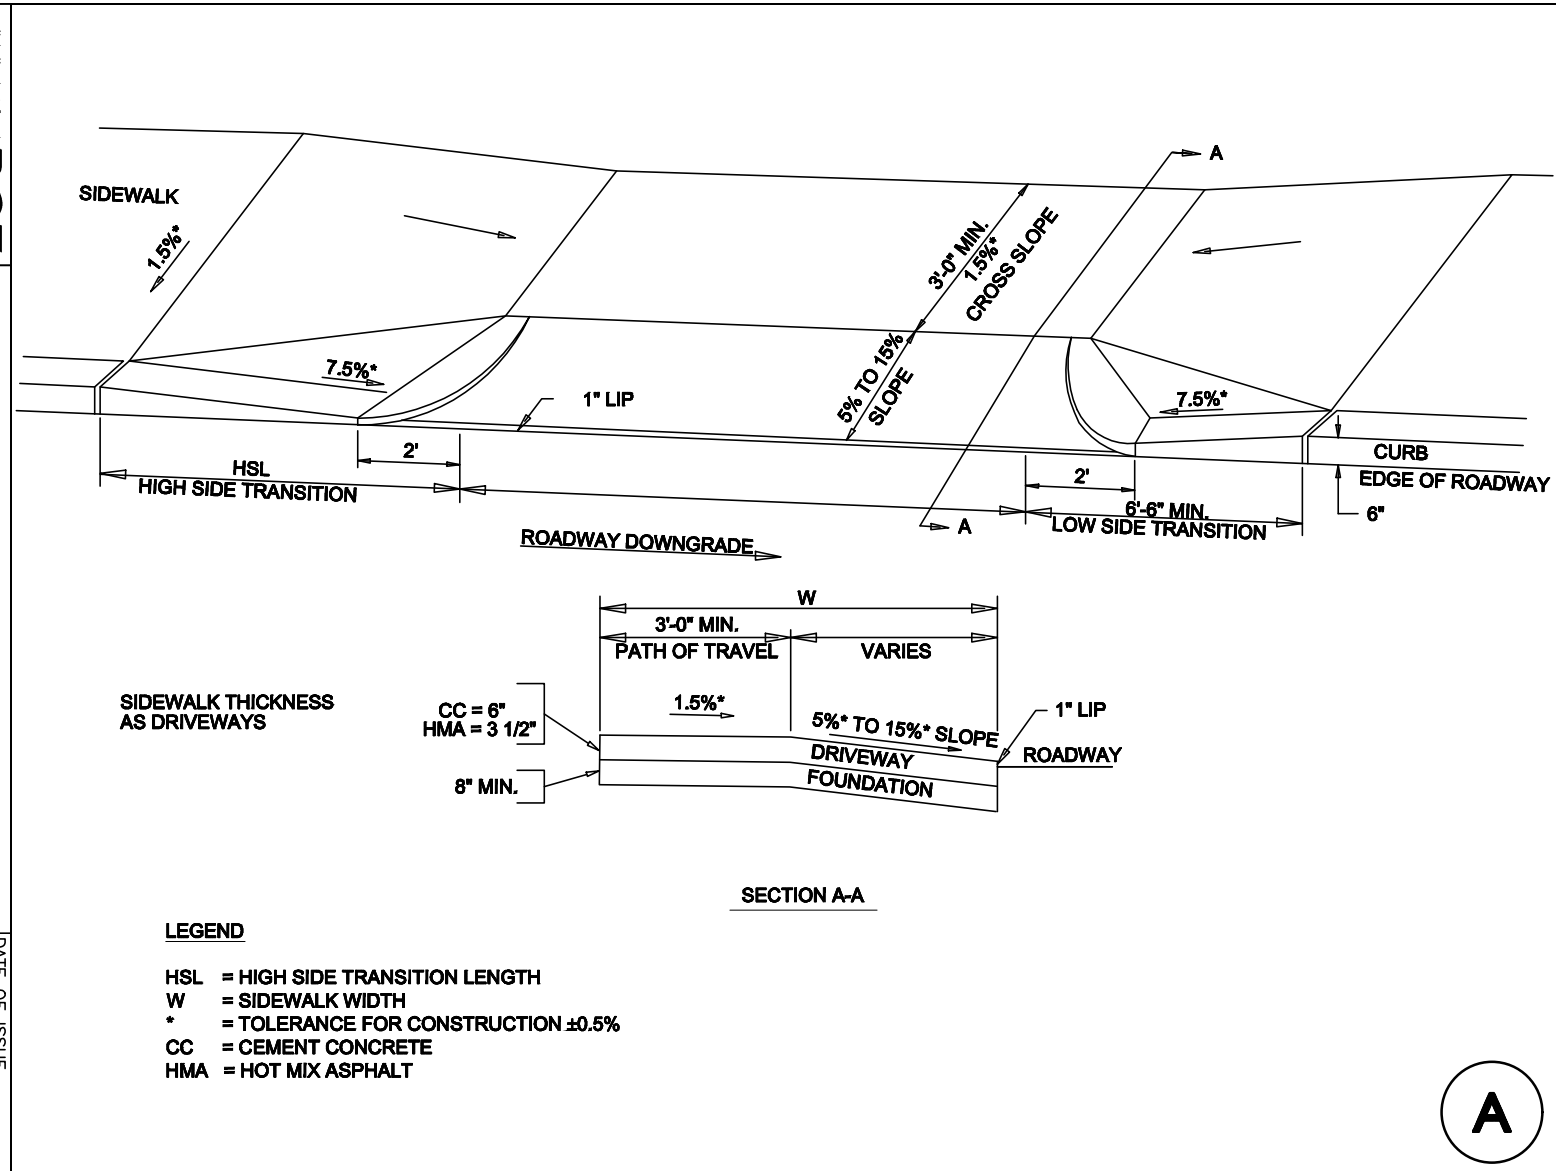 A
SIDEWALK
1.5%*
3'-0" MIN.
1.5%*
CROSS SLOPE
5% TO 15%
SLOPE
7.5%*
1" LIP
7.5%*
2'
HSL
HIGH SIDE TRANSITION
CURB
EDGE OF ROADWAY
6"
2'
6'-6" MIN.
LOW SIDE TRANSITION
A
ROADWAY DOWNGRADE
W
3'-0" MIN.
PATH OF TRAVEL
VARIES
SIDEWALK THICKNESS
AS DRIVEWAYS
CC = 6"
HMA = 3 1/2"
1.5%*
5%* TO 15%* SLOPE
1" LIP
ROADWAY
DRIVEWAY
FOUNDATION
8" MIN.
SECTION A-A
LEGEND
HSL = HIGH SIDE TRANSITION LENGTH
W = SIDEWALK WIDTH
* = TOLERANCE FOR CONSTRUCTION ±0.5%
CC = CEMENT CONCRETE
HMA = HOT MIX ASPHALT
A
DATE OF ISSUE